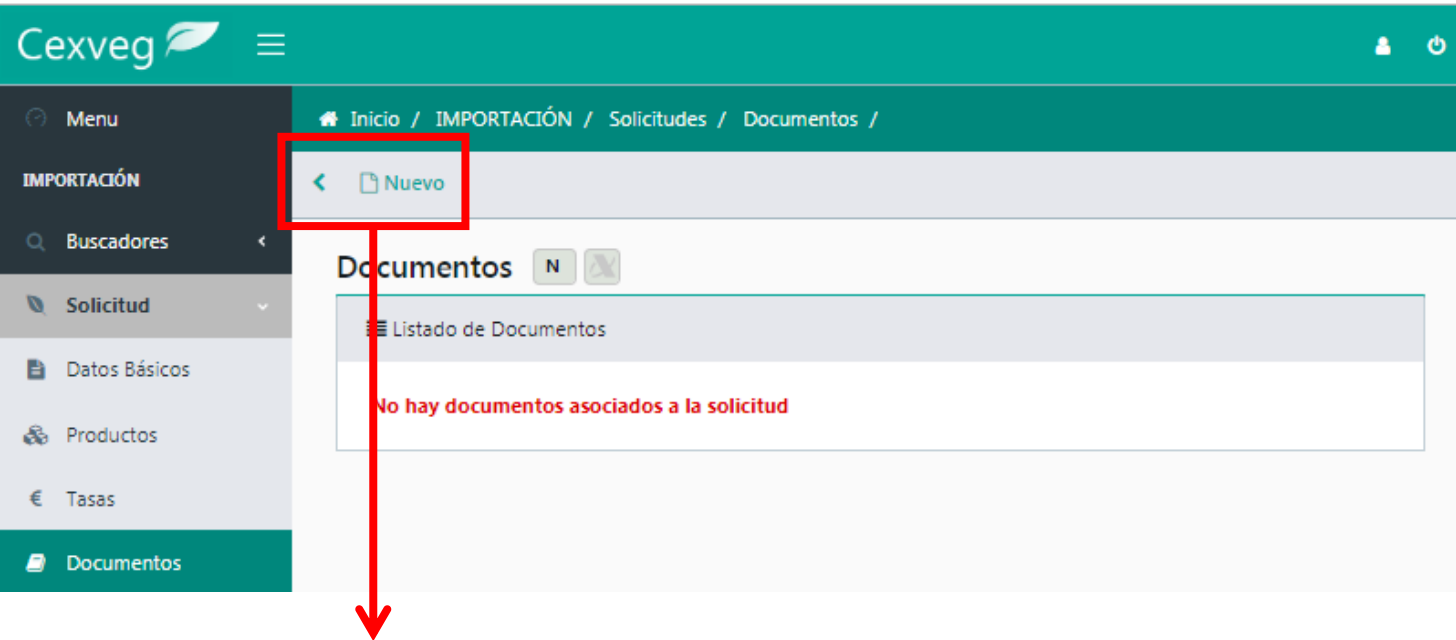 Cexveg
Menu
Inicio / IMPORTACIÓN / Solicitudes / Documentos /
IMPORTACIÓN
Nuevo
Buscadores
Documentos N
Solicitud
Listado de Documentos
Datos Básicos
No hay documentos asociados a la solicitud
Productos
€ Tasas
Documentos